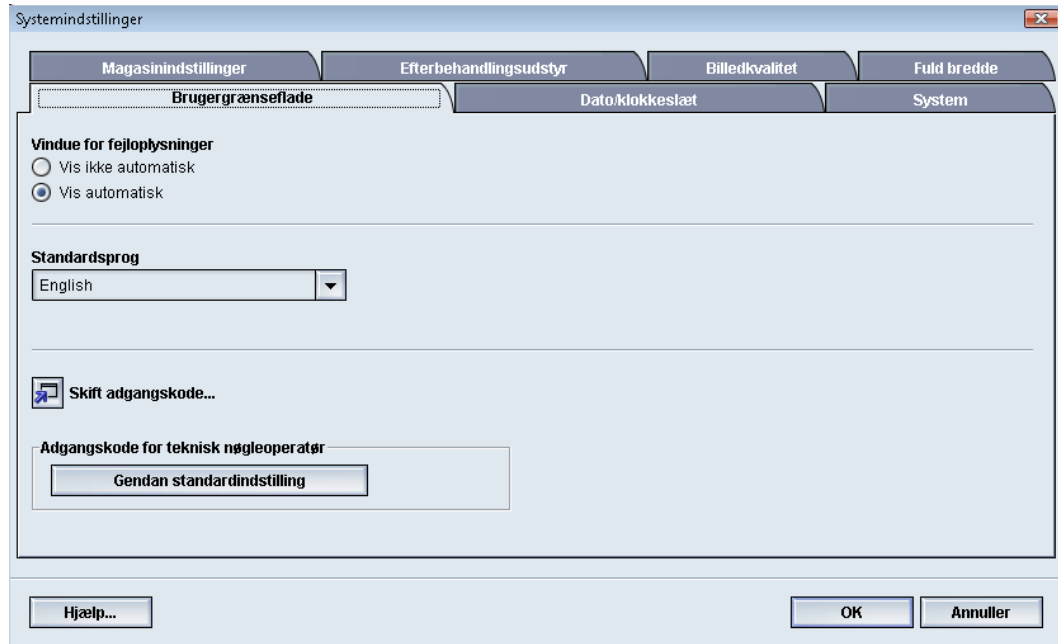 Systemindstillinger
Magasinindstillinger
Efterbehandlingsudstyr
Billedkvalitet
Fuld bredde
Brugergrænseflade
Dato/klokkeslæt
System
Vindue for fejloplysninger
Vis ikke automatisk
Vis automatisk
Standardsprog
English
Skift adgangskode...
Adgangskode for teknisk nøgleoperatør
Gendan standardindstilling
Hjælp...
OK
Annuller